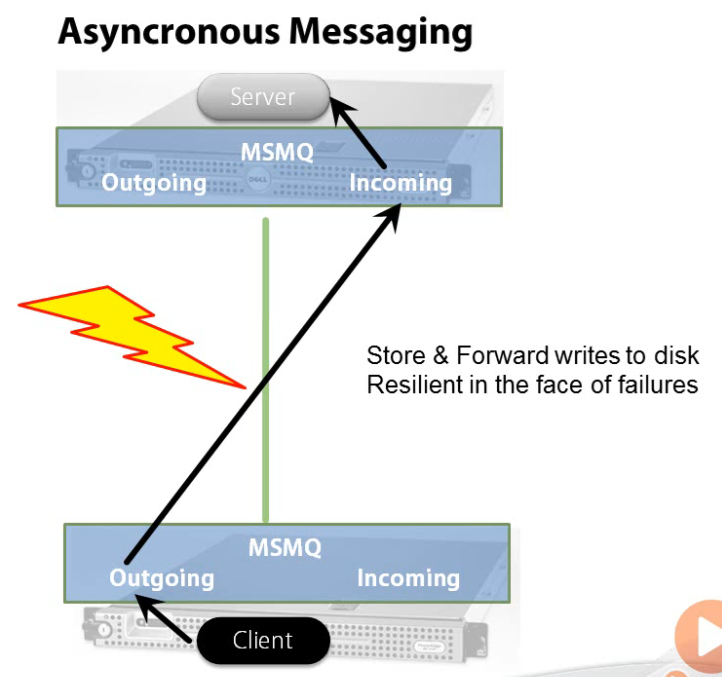 Asyncronous Messaging
Server
MSMQ
Outgoing Incoming
DELL
Store & Forward writes to disk
Resilient in the face of failures
MSMQ
Outgoing Incoming
Client